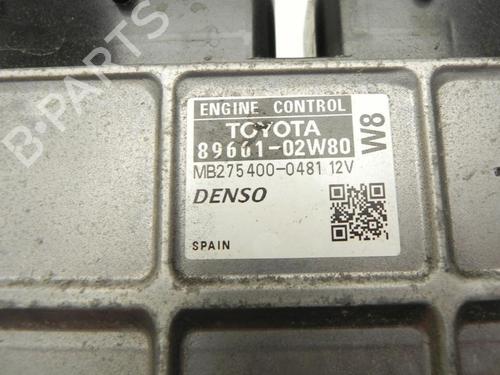 ENGINE CONTROL
TOYOTA
89661-02W80
W8
MB275400-0481 12V
DENSO
SPAIN
B-Parts